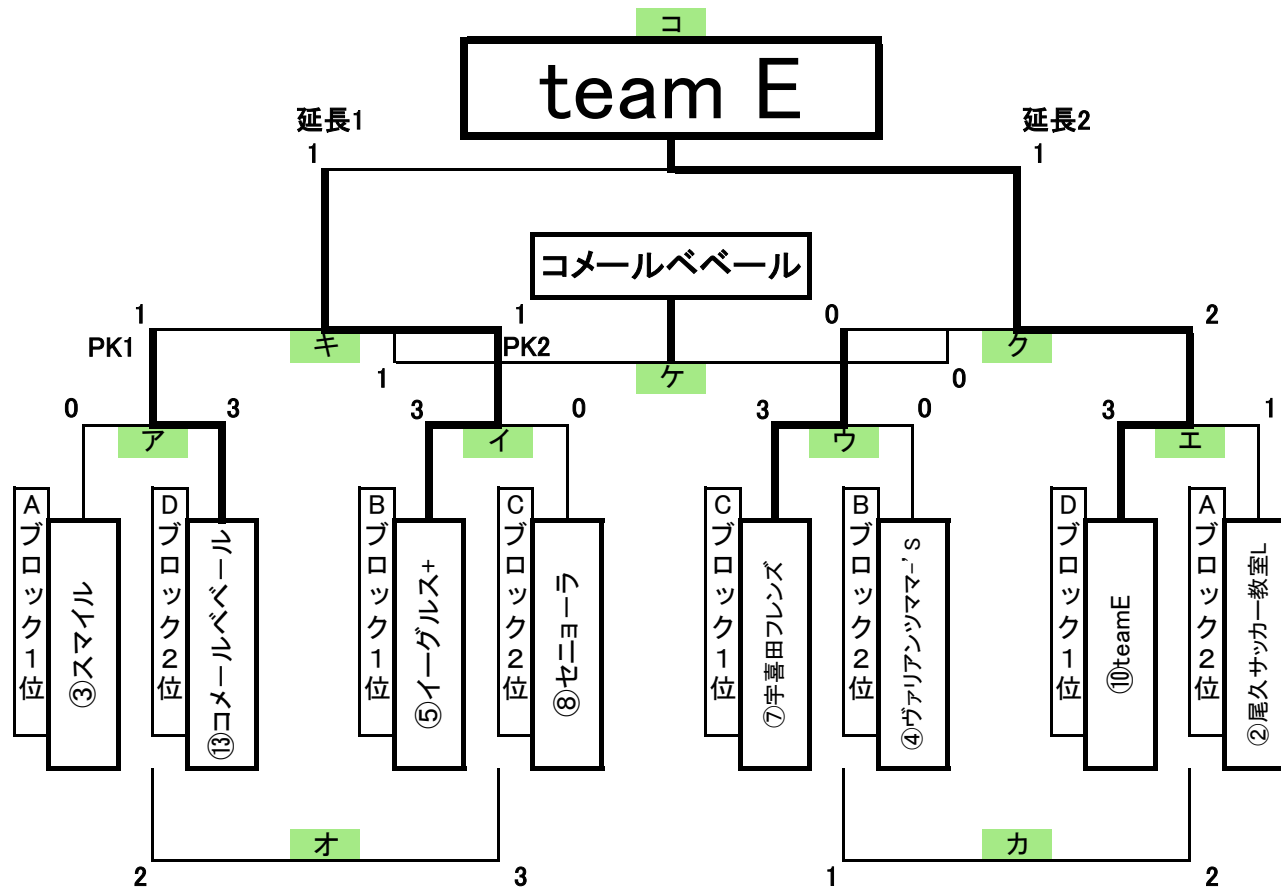 コ
team E
延長1
延長2
1
1
コメールベベール
1
1
0
2
PK1
キ
PK2
ク
1
ケ
0
0
3
3
0
3
0
3
1
ア
イ
ウ
エ
Aブロック1位
③スマイル
Dブロック2位
⑬コメールベベール
Bブロック1位
⑤イーグルス+
Cブロック2位
⑧セニョーラ
Cブロック1位
⑦宇喜田フレンズ
Bブロック2位
④ヴァリアンツママ-'S
Dブロック1位
⑩teamE
Aブロック2位
②尾久サッカー教室L
オ
カ
2
3
1
2